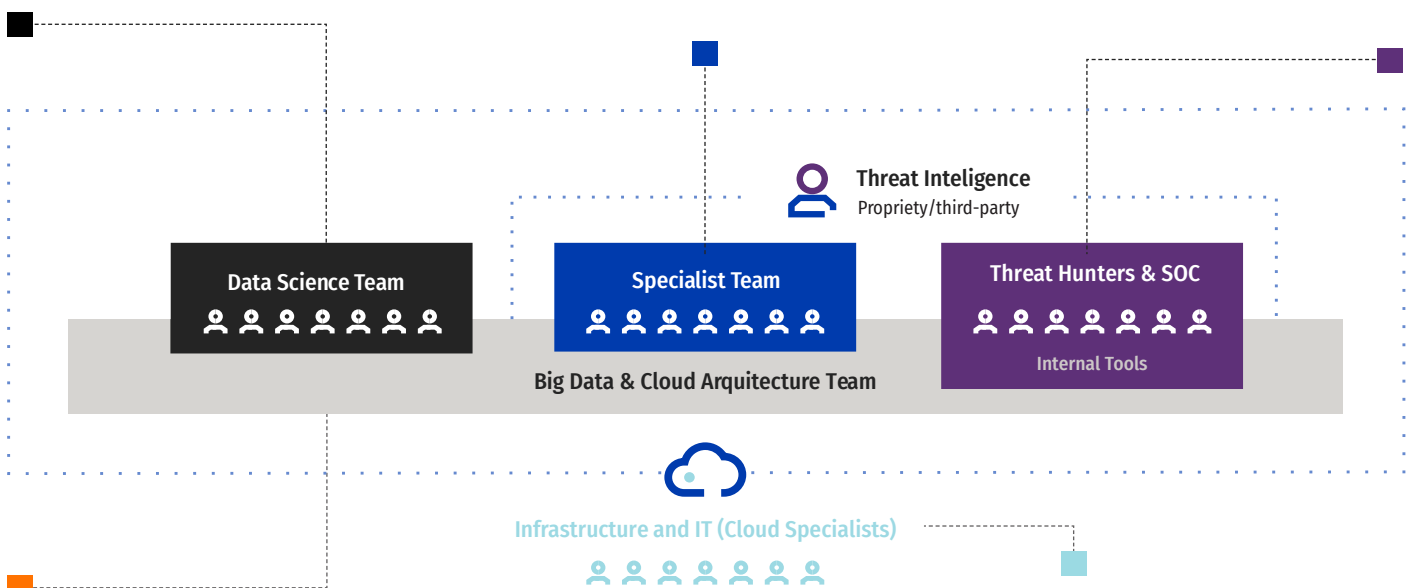 Threat Inteligence
Propriety/third-party
Data Science Team
Specialist Team
Threat Hunters & SOC
Internal Tools
Big Data & Cloud Arquitecture Team
Infrastructure and IT (Cloud Specialists)